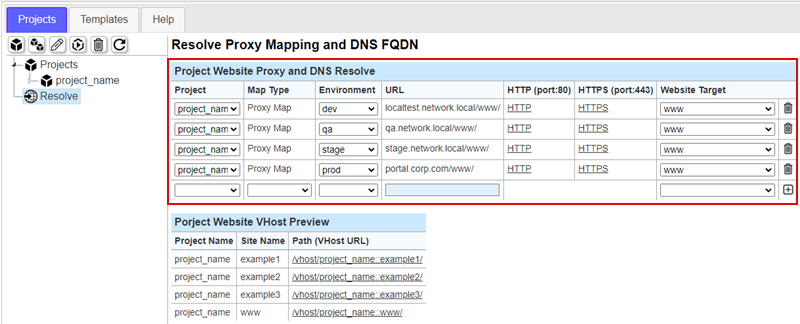 Projects Templates Help
Resolve Proxy Mapping and DNS FQDN
Projects
project_name
Resolve
Project Website Proxy and DNS Resolve
Project Map Type Environment URL HTTP (port:80) HTTPS (port:443) Website Target
project_nam Proxy Map dev localtest.network.local/www/ HTTP HTTPS www
project_nam Proxy Map qa qa.network.local/www/ HTTP HTTPS www
project_nam Proxy Map stage stage.network.local/www/ HTTP HTTPS www
project_nam Proxy Map prod portal.corp.com/www/ HTTP HTTPS www
Porject Website VHost Preview
Project Name Site Name Path (VHost URL)
project_name example1 /vhost/project_name::example1/
project_name example2 /vhost/project_name::example2/
project_name example3 /vhost/project_name::example3/
project_name www /vhost/project_name::www/